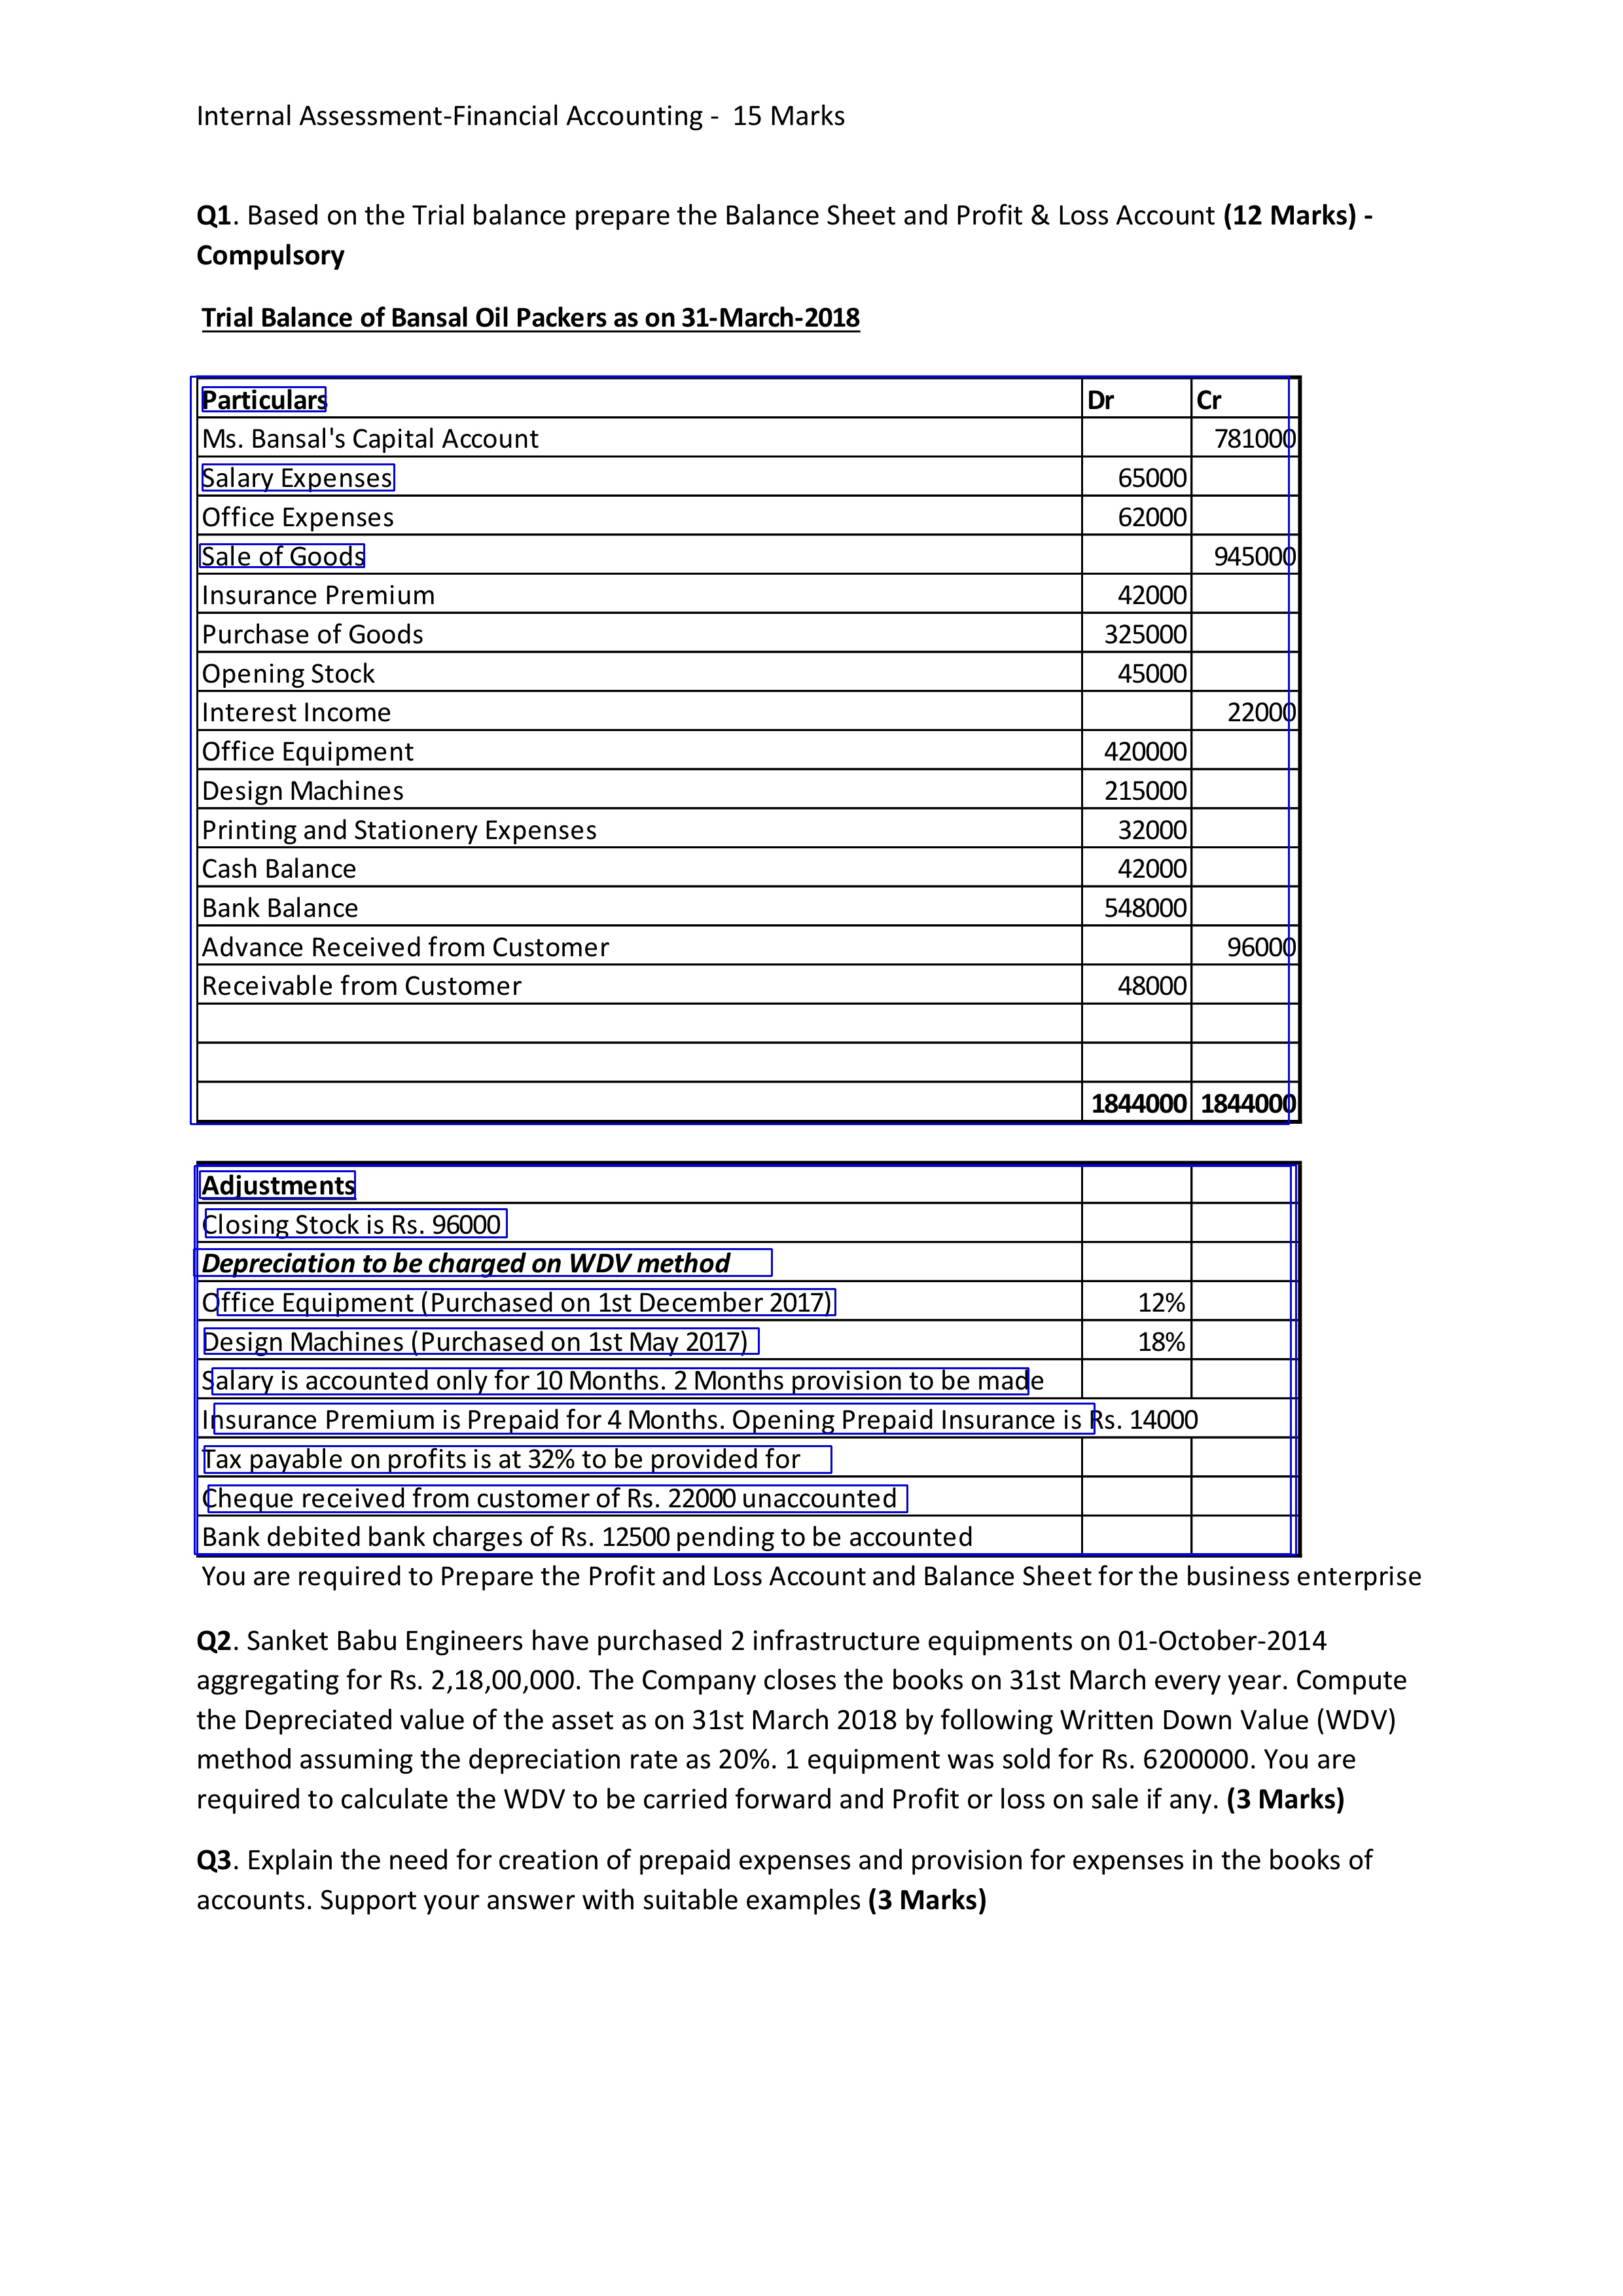 Internal Assessment-Financial Accounting -  15 Marks
Q1. Based on the Trial balance prepare the Balance Sheet and Profit & Loss Account (12 Marks) -
Compulsory
Trial Balance of Bansal Oil Packers as on 31-March-2018
Particulars Dr Cr
Ms. Bansal's Capital Account 781000
Salary Expenses 65000
Office Expenses 62000
Sale of Goods 945000
Insurance Premium 42000
Purchase of Goods 325000
Opening Stock 45000
Interest Income 22000
Office Equipment 420000
Design Machines 215000
Printing and Stationery Expenses 32000
Cash Balance 42000
Bank Balance 548000
Advance Received from Customer 96000
Receivable from Customer 48000
1844000 1844000
Adjustments
Closing Stock is Rs. 96000
Depreciation to be charged on WDV method
Office Equipment (Purchased on 1st December 2017) 12%
Design Machines (Purchased on 1st May 2017) 18%
Salary is accounted only for 10 Months. 2 Months provision to be made
Insurance Premium is Prepaid for 4 Months. Opening Prepaid Insurance is Rs. 14000
Tax payable on profits is at 32% to be provided for
Cheque received from customer of Rs. 22000 unaccounted
Bank debited bank charges of Rs. 12500 pending to be accounted
You are required to Prepare the Profit and Loss Account and Balance Sheet for the business enterprise
Q2. Sanket Babu Engineers have purchased 2 infrastructure equipments on 01-October-2014
aggregating for Rs. 2,18,00,000. The Company closes the books on 31st March every year. Compute
the Depreciated value of the asset as on 31st March 2018 by following Written Down Value (WDV)
method assuming the depreciation rate as 20%. 1 equipment was sold for Rs. 6200000. You are
required to calculate the WDV to be carried forward and Profit or loss on sale if any. (3 Marks)
Q3. Explain the need for creation of prepaid expenses and provision for expenses in the books of
accounts. Support your answer with suitable examples (3 Marks)